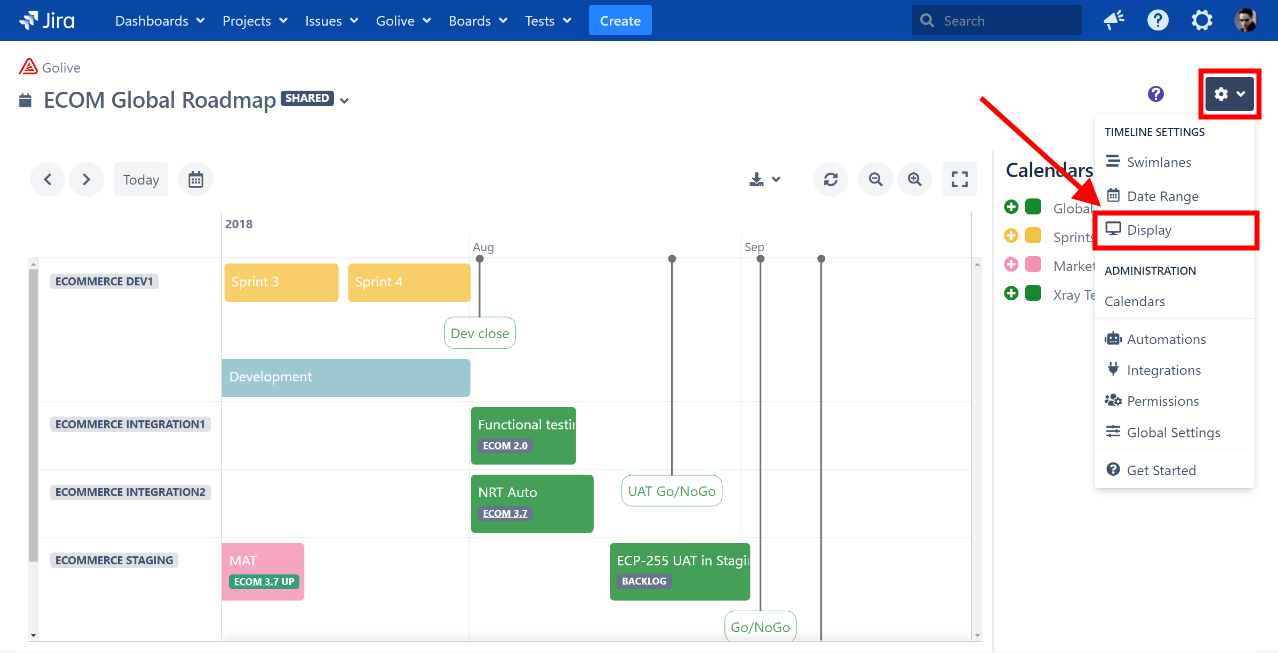 Jira
Dashboards Projects Issues Golive Boards Tests Create Search
Golive
ECOM Global Roadmap SHARED
Today
2018
Aug Sep
ECOMMERCE DEV1
Sprint 3 Sprint 4
Dev close
Development
ECOMMERCE INTEGRATION1
Functional testin
ECOM 2.0
ECOMMERCE INTEGRATION2
NRT Auto
ECOM 3.7
UAT Go/NoGo
ECOMMERCE STAGING
MAT
ECOM 3.7 UP
ECP-255 UAT in Stagi
BACKLOG
Go/NoGo
Calendars
Global
Sprints
Market
Xray Te
TIMELINE SETTINGS
Swimlanes
Date Range
Display
ADMINISTRATION
Calendars
Automations
Integrations
Permissions
Global Settings
Get Started